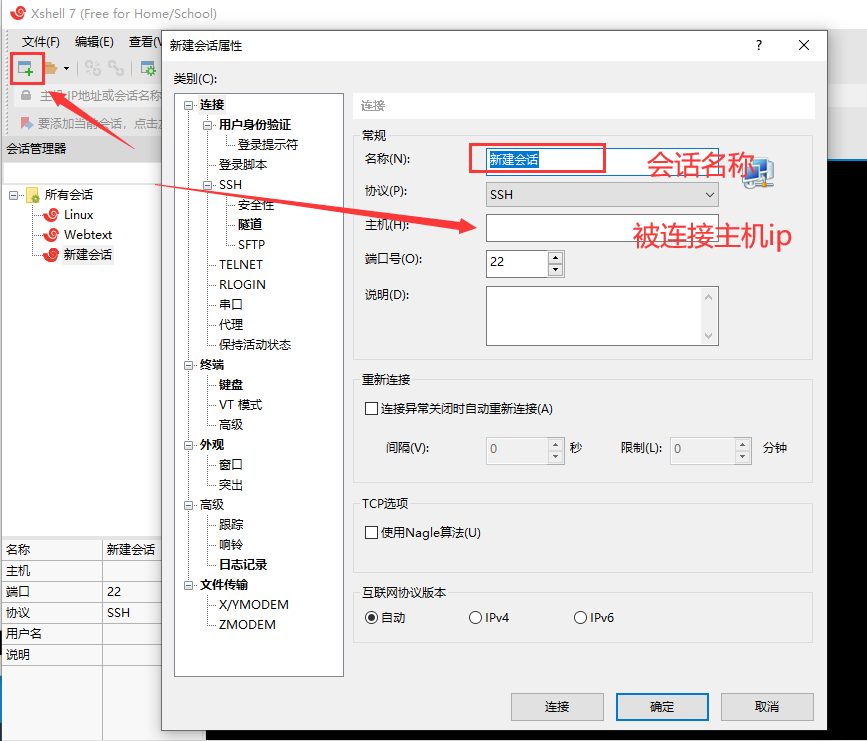 Xshell 7 (Free for Home/School)
文件(F) 编辑(E) 查看(V
主机,IP地址或会话名称
要添加当前会话，点击左
会话管理器
所有会话
Linux
Webtext
新建会话
名称 新建会话
主机
端口 22
协议 SSH
用户名
说明
新建会话属性 ?
类别(C):
连接
用户身份验证
登录提示符
登录脚本
SSH
安全性
隧道
SFTP
TELNET
RLOGIN
串口
代理
保持活动状态
终端
键盘
VT 模式
高级
外观
窗口
突出
高级
跟踪
响铃
日志记录
文件传输
X/YMODEM
ZMODEM
连接
常规
名称(N): 新建会话 会话名称
协议(P): SSH
主机(H): 被连接主机ip
端口号(O): 22
说明(D):
重新连接
连接异常关闭时自动重新连接(A)
间隔(V): 0 秒 限制(L): 0 分钟
TCP选项
使用Nagle算法(U)
互联网协议版本
自动 IPv4 IPv6
连接 确定 取消